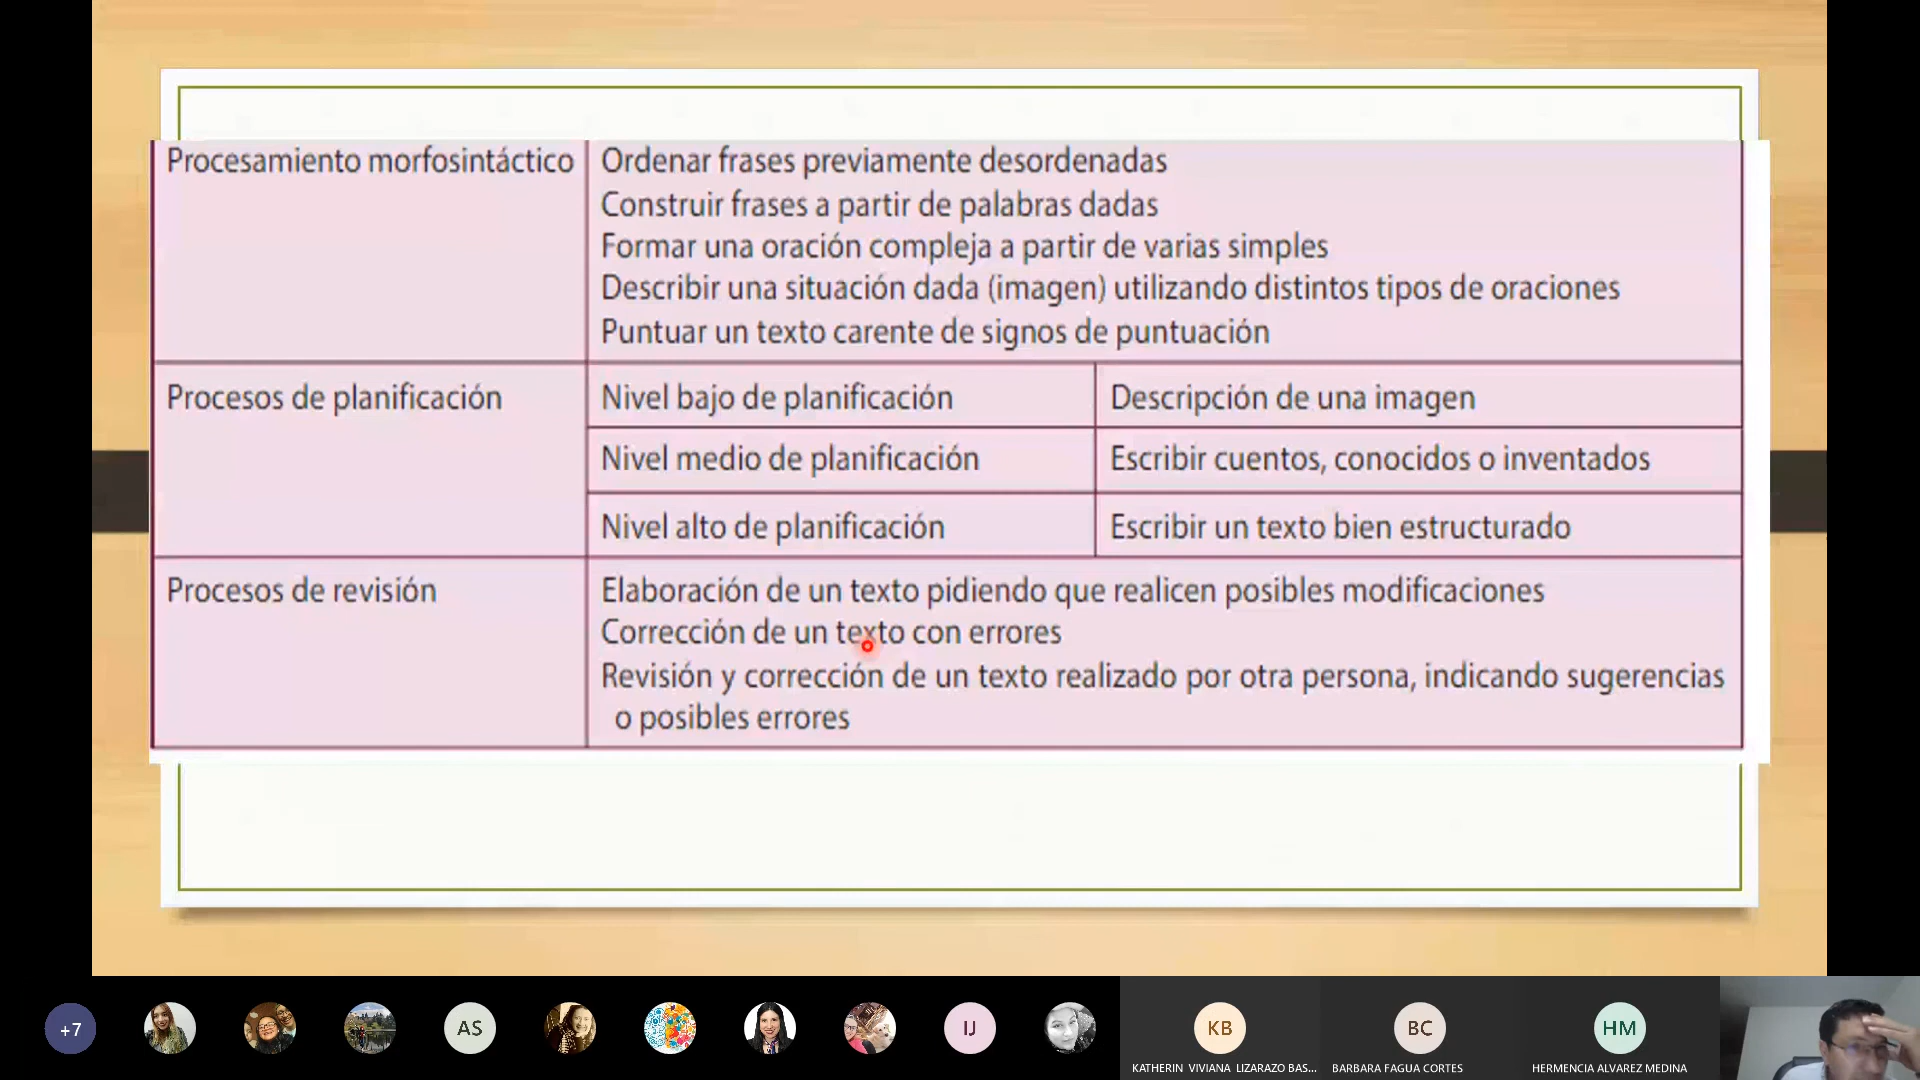 Procesamiento morfosintáctico
Ordenar frases previamente desordenadas
Construir frases a partir de palabras dadas
Formar una oración compleja a partir de varias simples
Describir una situación dada (imagen) utilizando distintos tipos de oraciones
Puntuar un texto carente de signos de puntuación
Procesos de planificación
Nivel bajo de planificación
Descripción de una imagen
Nivel medio de planificación
Escribir cuentos, conocidos o inventados
Nivel alto de planificación
Escribir un texto bien estructurado
Procesos de revisión
Elaboración de un texto pidiendo que realicen posibles modificaciones
Corrección de un texto con errores
Revisión y corrección de un texto realizado por otra persona, indicando sugerencias
o posibles errores
+7
AS
IJ
KB
BC
HM
KATHERIN VIVIANA LIZARAZO BAS...
BARBARA FAGUA CORTES
HERMENCIA ALVAREZ MEDINA